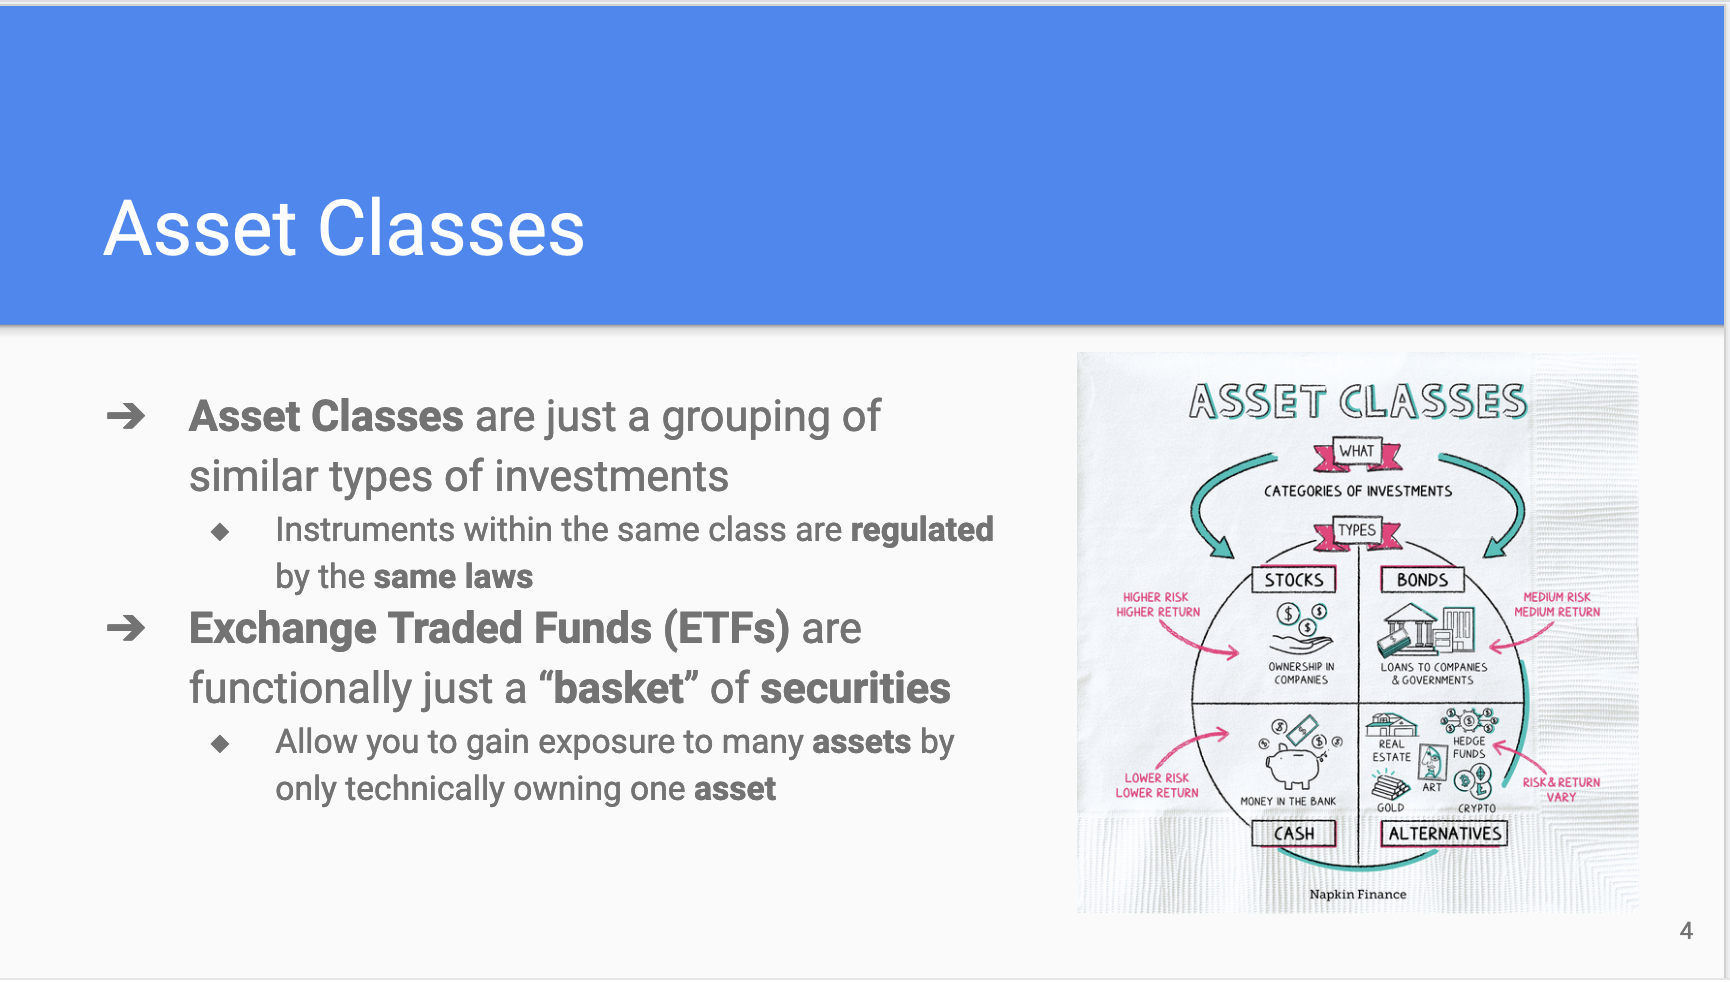 Asset Classes
➔ Asset Classes are just a grouping of
similar types of investments
◆ Instruments within the same class are regulated
by the same laws
➔ Exchange Traded Funds (ETFs) are
functionally just a “basket” of securities
◆ Allow you to gain exposure to many assets by
only technically owning one asset
ASSET CLASSES
WHAT
CATEGORIES OF INVESTMENTS
TYPES
STOCKS
HIGHER RISK
HIGHER RETURN
OWNERSHIP IN
COMPANIES
BONDS
MEDIUM RISK
MEDIUM RETURN
LOANS TO COMPANIES
& GOVERNMENTS
LOWER RISK
LOWER RETURN
MONEY IN THE BANK
CASH
REAL
ESTATE
HEDGE
FUNDS
ART
GOLD
CRYPTO
RISK & RETURN
VARY
ALTERNATIVES
Napkin Finance
4